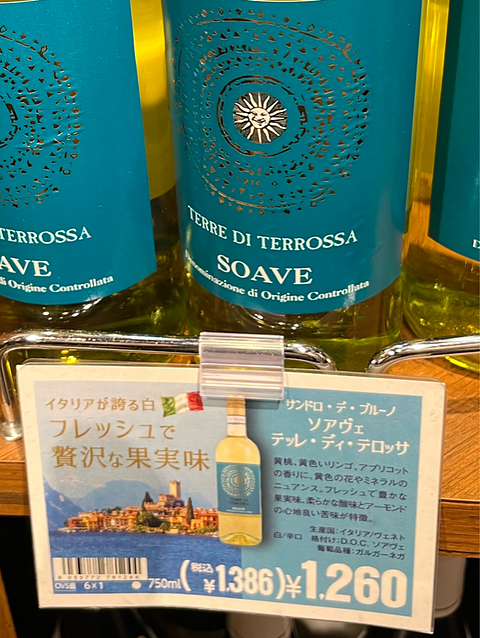 TERROSSA
AVE
di Origine Controllata
TERRE DI TERROSSA
SOAVE
Denominazione di Origine Controllata
イタリアが誇る白
フレッシュで
贅沢な果実味
サンドロ・デ・ブルーノ
ソアヴェ
テッレ・ディ・テロッサ
黄桃、黄色いリンゴ、アプリコット
の香りに、黄色の花やミネラルの
ニュアンス。フレッシュで豊かな
果実味、柔らかな酸味とアーモンド
の心地良い苦味が特徴。
生産国:イタリア/ヴェネト
白/辛口 格付け:D.O.C. ソアヴェ
葡萄品種:ガルガーネガ
6×1
750ml (税込 ¥1,386) ¥1,260